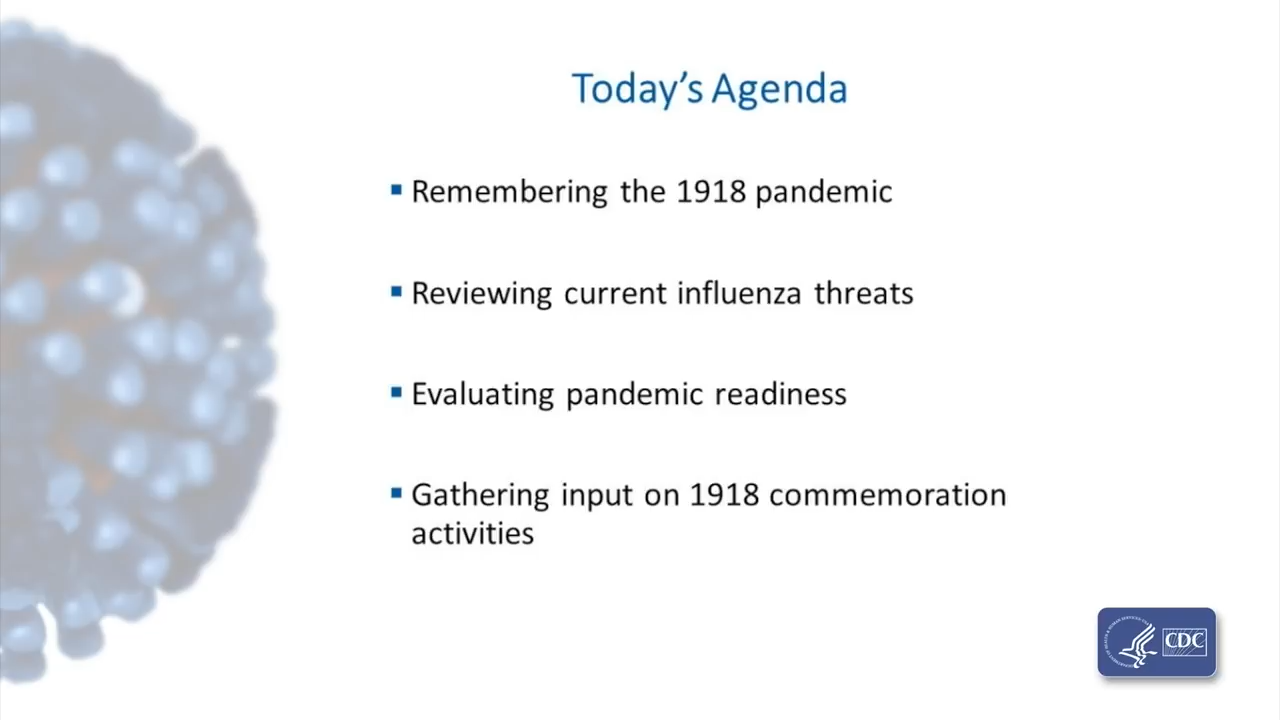 Today's Agenda
▪ Remembering the 1918 pandemic
▪ Reviewing current influenza threats
▪ Evaluating pandemic readiness
▪ Gathering input on 1918 commemoration
activities
CDC